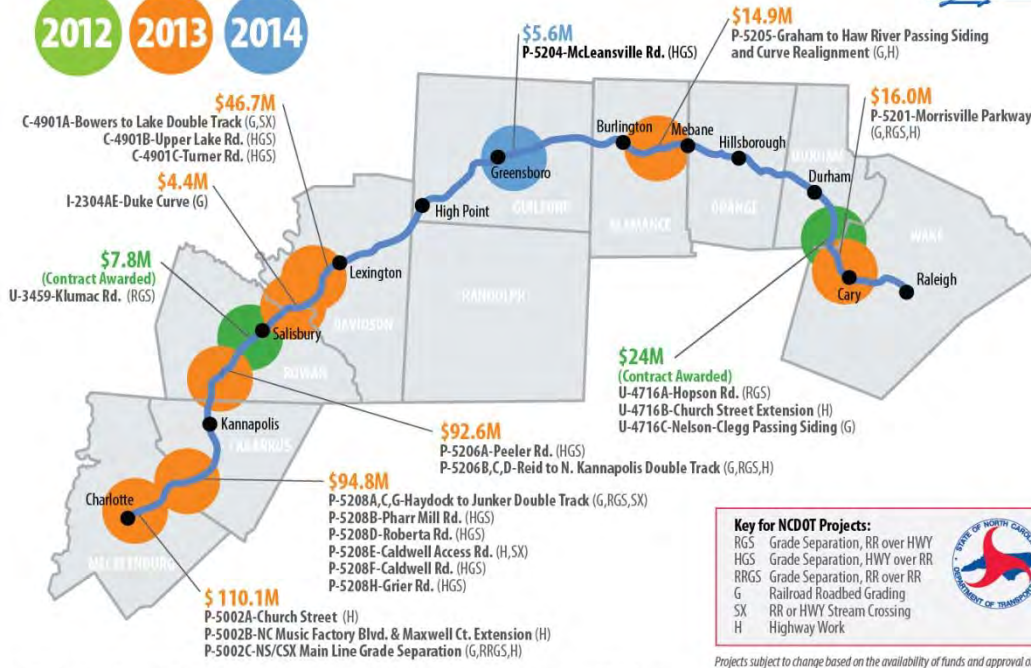 2012 2013 2014
$46.7M
C-4901A-Bowers to Lake Double Track (G,SX)
C-4901B-Upper Lake Rd. (HGS)
C-4901C-Turner Rd. (HGS)
$4.4M
I-2304AE-Duke Curve (G)
$7.8M
(Contract Awarded)
U-3459-Klumac Rd. (RGS)
$5.6M
P-5204-McLeansville Rd. (HGS)
$14.9M
P-5205-Graham to Haw River Passing Siding
and Curve Realignment (G,H)
$16.0M
P-5201-Morrisville Parkway
(G,RGS,H)
Burlington
Mebane
Hillsborough
Durham
Greensboro
High Point
Lexington
Salisbury
Kannapolis
Charlotte
Cary
Raleigh
GUILFORD
ALAMANCE
ORANGE
DURHAM
WAKE
RANDOLPH
DAVIDSON
ROWAN
CABARRUS
MECKLENBURG
$24M
(Contract Awarded)
U-4716A-Hopson Rd. (RGS)
U-4716B-Church Street Extension (H)
U-4716C-Nelson-Clegg Passing Siding (G)
$92.6M
P-5206A-Peeler Rd. (HGS)
P-5206B,C,D-Reid to N. Kannapolis Double Track (G,RGS,H)
$94.8M
P-5208A,C,G-Haydock to Junker Double Track (G,RGS,SX)
P-5208B-Pharr Mill Rd. (HGS)
P-5208D-Roberta Rd. (HGS)
P-5208E-Caldwell Access Rd. (H,SX)
P-5208F-Caldwell Rd. (HGS)
P-5208H-Grier Rd. (HGS)
$ 110.1M
P-5002A-Church Street (H)
P-5002B-NC Music Factory Blvd. & Maxwell Ct. Extension (H)
P-5002C-NS/CSX Main Line Grade Separation (G,RRGS,H)
Key for NCDOT Projects:
RGS Grade Separation, RR over HWY
HGS Grade Separation, HWY over RR
RRGS Grade Separation, RR over RR
G Railroad Roadbed Grading
SX RR or HWY Stream Crossing
H Highway Work
STATE OF NORTH CAROLINA
DEPARTMENT OF TRANSPORT
Projects subject to change based on the availability of funds and approval of